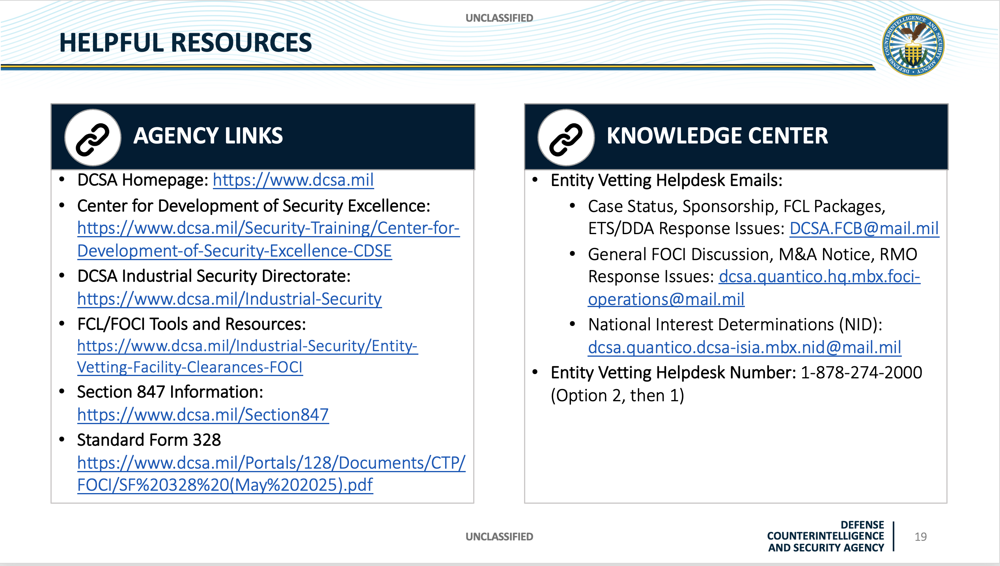 UNCLASSIFIED
HELPFUL RESOURCES
DEFENSE COUNTERINTELLIGENCE AND SECURITY AGENCY
AGENCY LINKS
• DCSA Homepage: https://www.dcsa.mil
• Center for Development of Security Excellence:
https://www.dcsa.mil/Security-Training/Center-for-
Development-of-Security-Excellence-CDSE
• DCSA Industrial Security Directorate:
https://www.dcsa.mil/Industrial-Security
• FCL/FOCI Tools and Resources:
https://www.dcsa.mil/Industrial-Security/Entity-
Vetting-Facility-Clearances-FOCI
• Section 847 Information:
https://www.dcsa.mil/Section847
• Standard Form 328
https://www.dcsa.mil/Portals/128/Documents/CTP/
FOCI/SF%20328%20(May%202025).pdf
KNOWLEDGE CENTER
• Entity Vetting Helpdesk Emails:
• Case Status, Sponsorship, FCL Packages,
ETS/DDA Response Issues: DCSA.FCB@mail.mil
• General FOCI Discussion, M&A Notice, RMO
Response Issues: dcsa.quantico.hq.mbx.foci-
operations@mail.mil
• National Interest Determinations (NID):
dcsa.quantico.dcsa-isia.mbx.nid@mail.mil
• Entity Vetting Helpdesk Number: 1-878-274-2000
(Option 2, then 1)
UNCLASSIFIED
DEFENSE
COUNTERINTELLIGENCE
AND SECURITY AGENCY
19